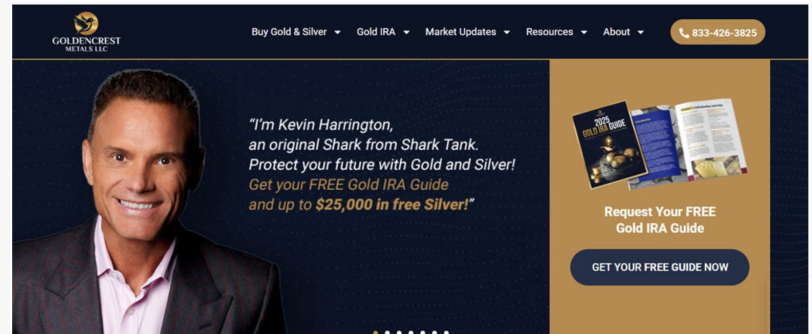 GOLDENCREST
METALS LLC
Buy Gold & Silver Gold IRA Market Updates Resources About 833-426-3825
"I'm Kevin Harrington,
an original Shark from Shark Tank.
Protect your future with Gold and Silver!
Get your FREE Gold IRA Guide
and up to $25,000 in free Silver!"
2025
GOLD IRA GUIDE
Request Your FREE
Gold IRA Guide
GET YOUR FREE GUIDE NOW